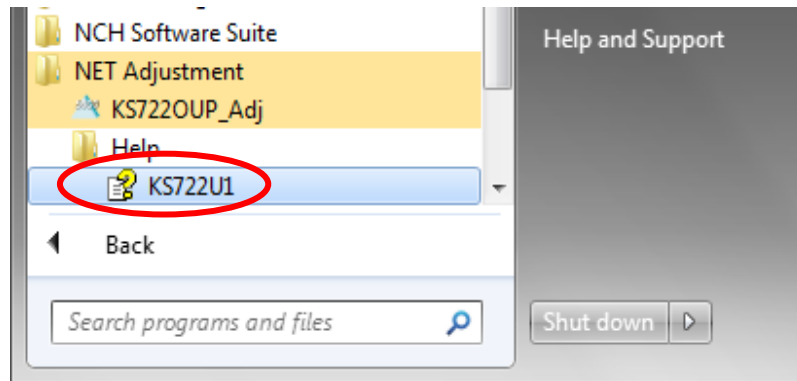 NCH Software Suite
Help and Support
NET Adjustment
KS722OUP_Adj
Help
KS722U1
Back
Search programs and files
Shut down